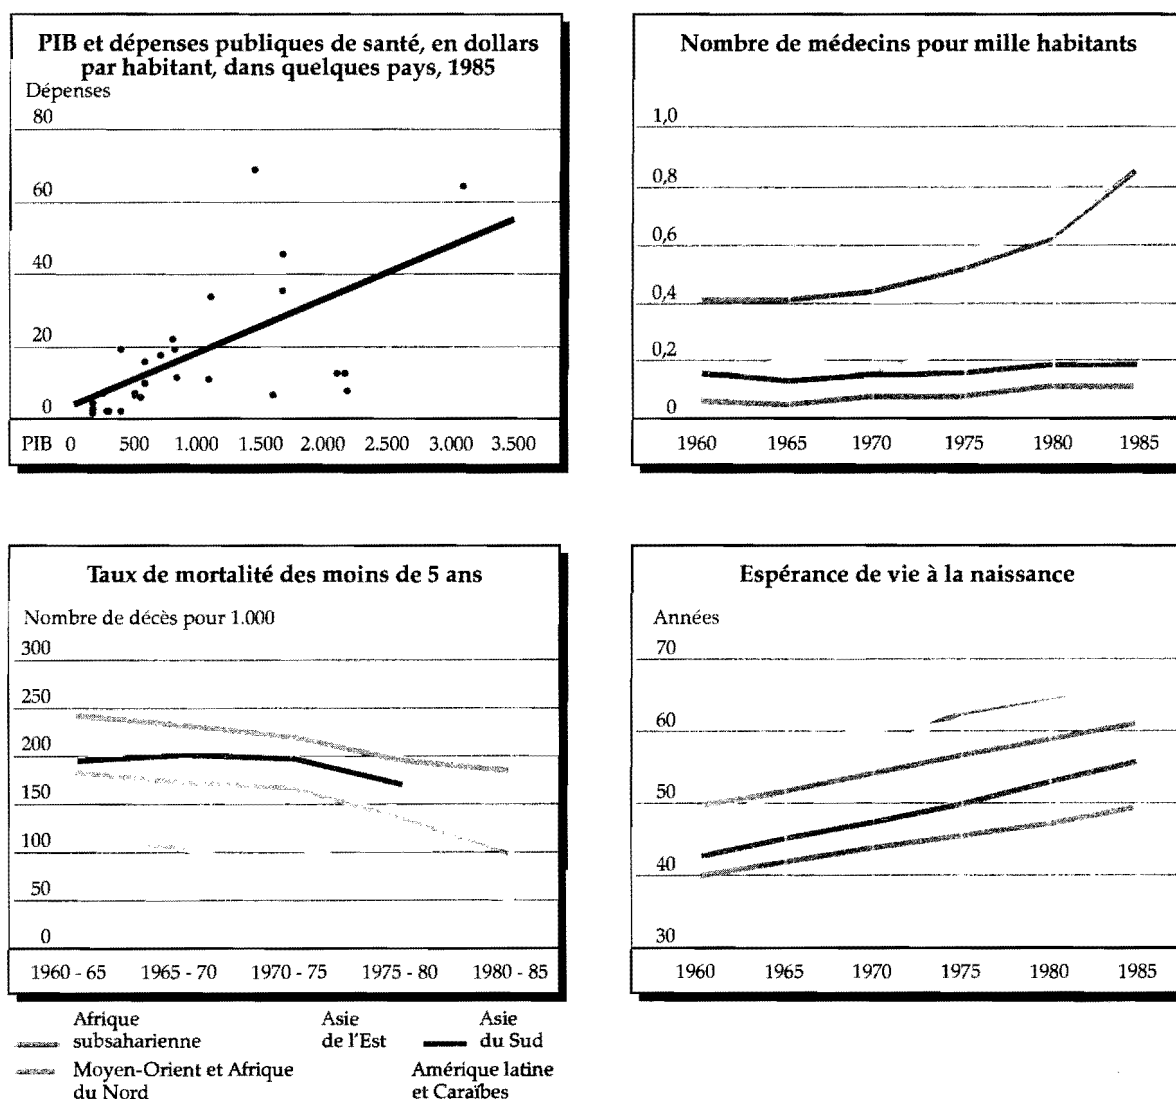 PIB et dépenses publiques de santé, en dollars
par habitant, dans quelques pays, 1985
Dépenses
80
60
40
20
0
PIB 0 500 1.000 1.500 2.000 2.500 3.000 3.500
Nombre de médecins pour mille habitants
1,0
0,8
0,6
0,4
0,2
0
1960 1965 1970 1975 1980 1985
Taux de mortalité des moins de 5 ans
Nombre de décès pour 1.000
300
250
200
150
100
50
0
1960 - 65 1965 - 70 1970 - 75 1975 - 80 1980 - 85
Espérance de vie à la naissance
Années
70
60
50
40
30
1960 1965 1970 1975 1980 1985
Afrique
subsaharienne
Asie
de l'Est
Asie
du Sud
Moyen-Orient et Afrique
du Nord
Amérique latine
et Caraïbes